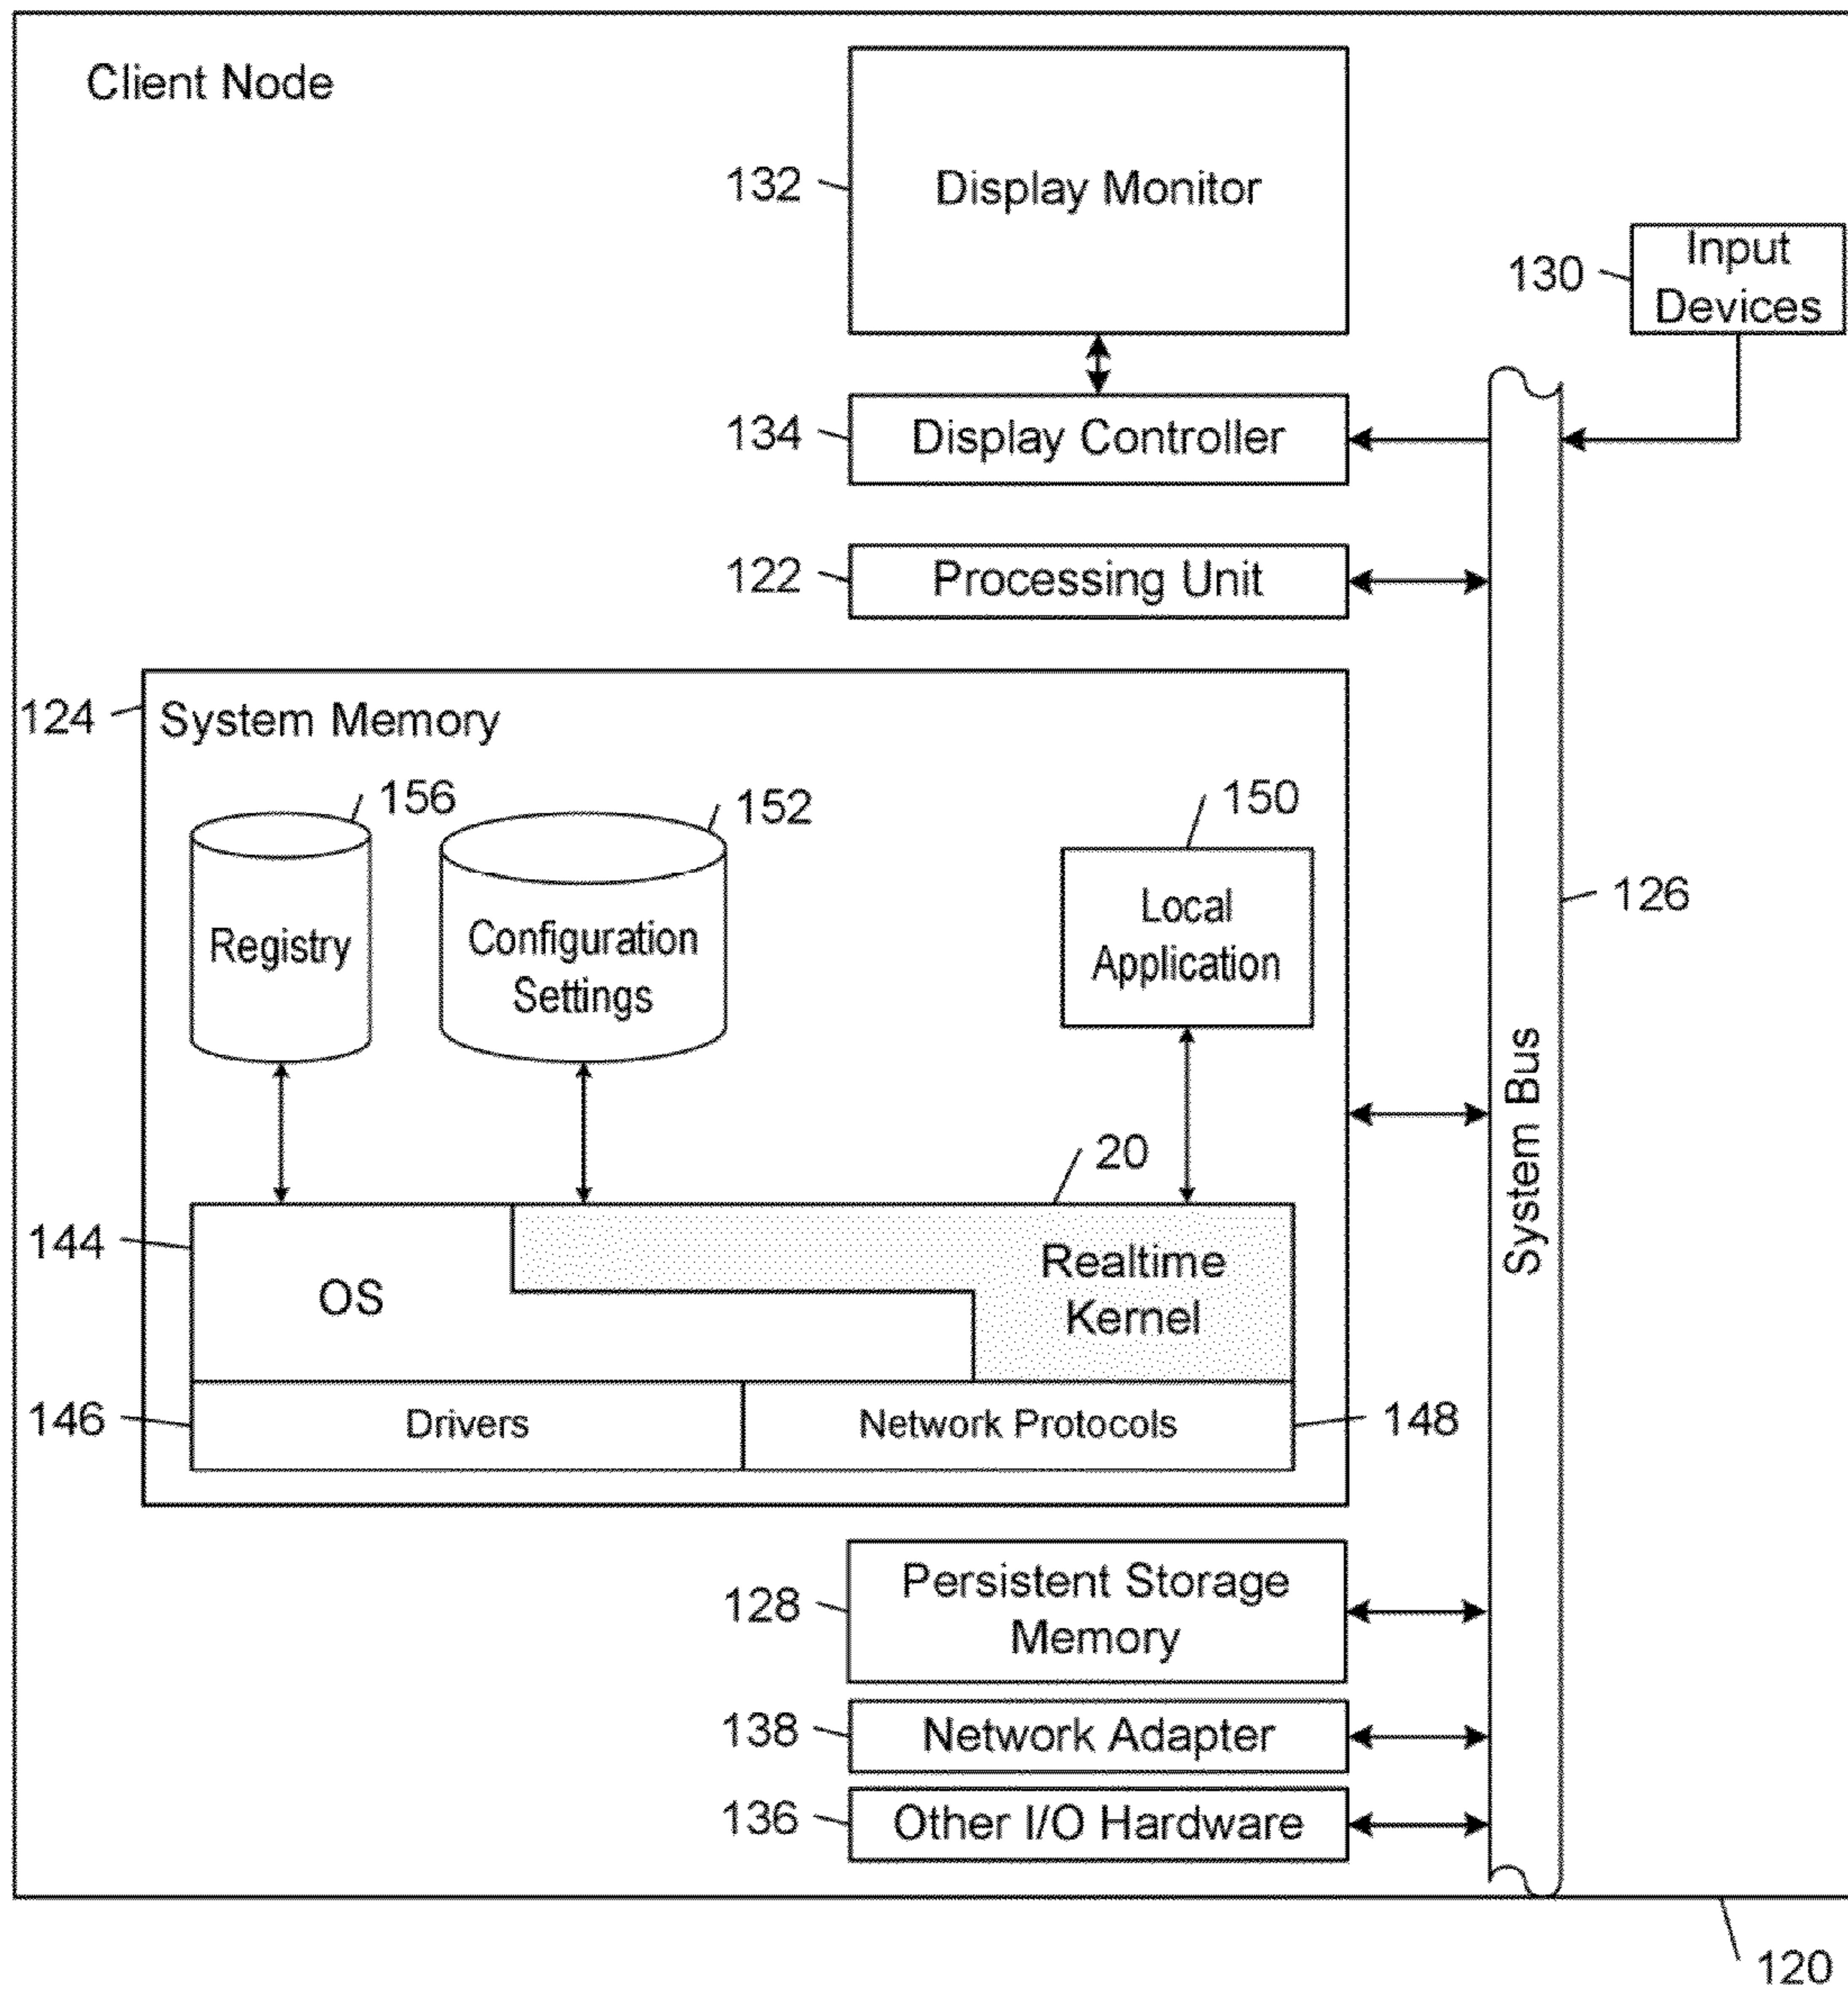 Client Node
132
Display Monitor
130
Input
Devices
134
Display Controller
122
Processing Unit
124
System Memory
156
152
150
Registry
Configuration
Settings
Local
Application
126
System Bus
20
144
OS
Realtime
Kernel
146
Drivers
Network Protocols
148
128
Persistent Storage
Memory
138
Network Adapter
136
Other I/O Hardware
120